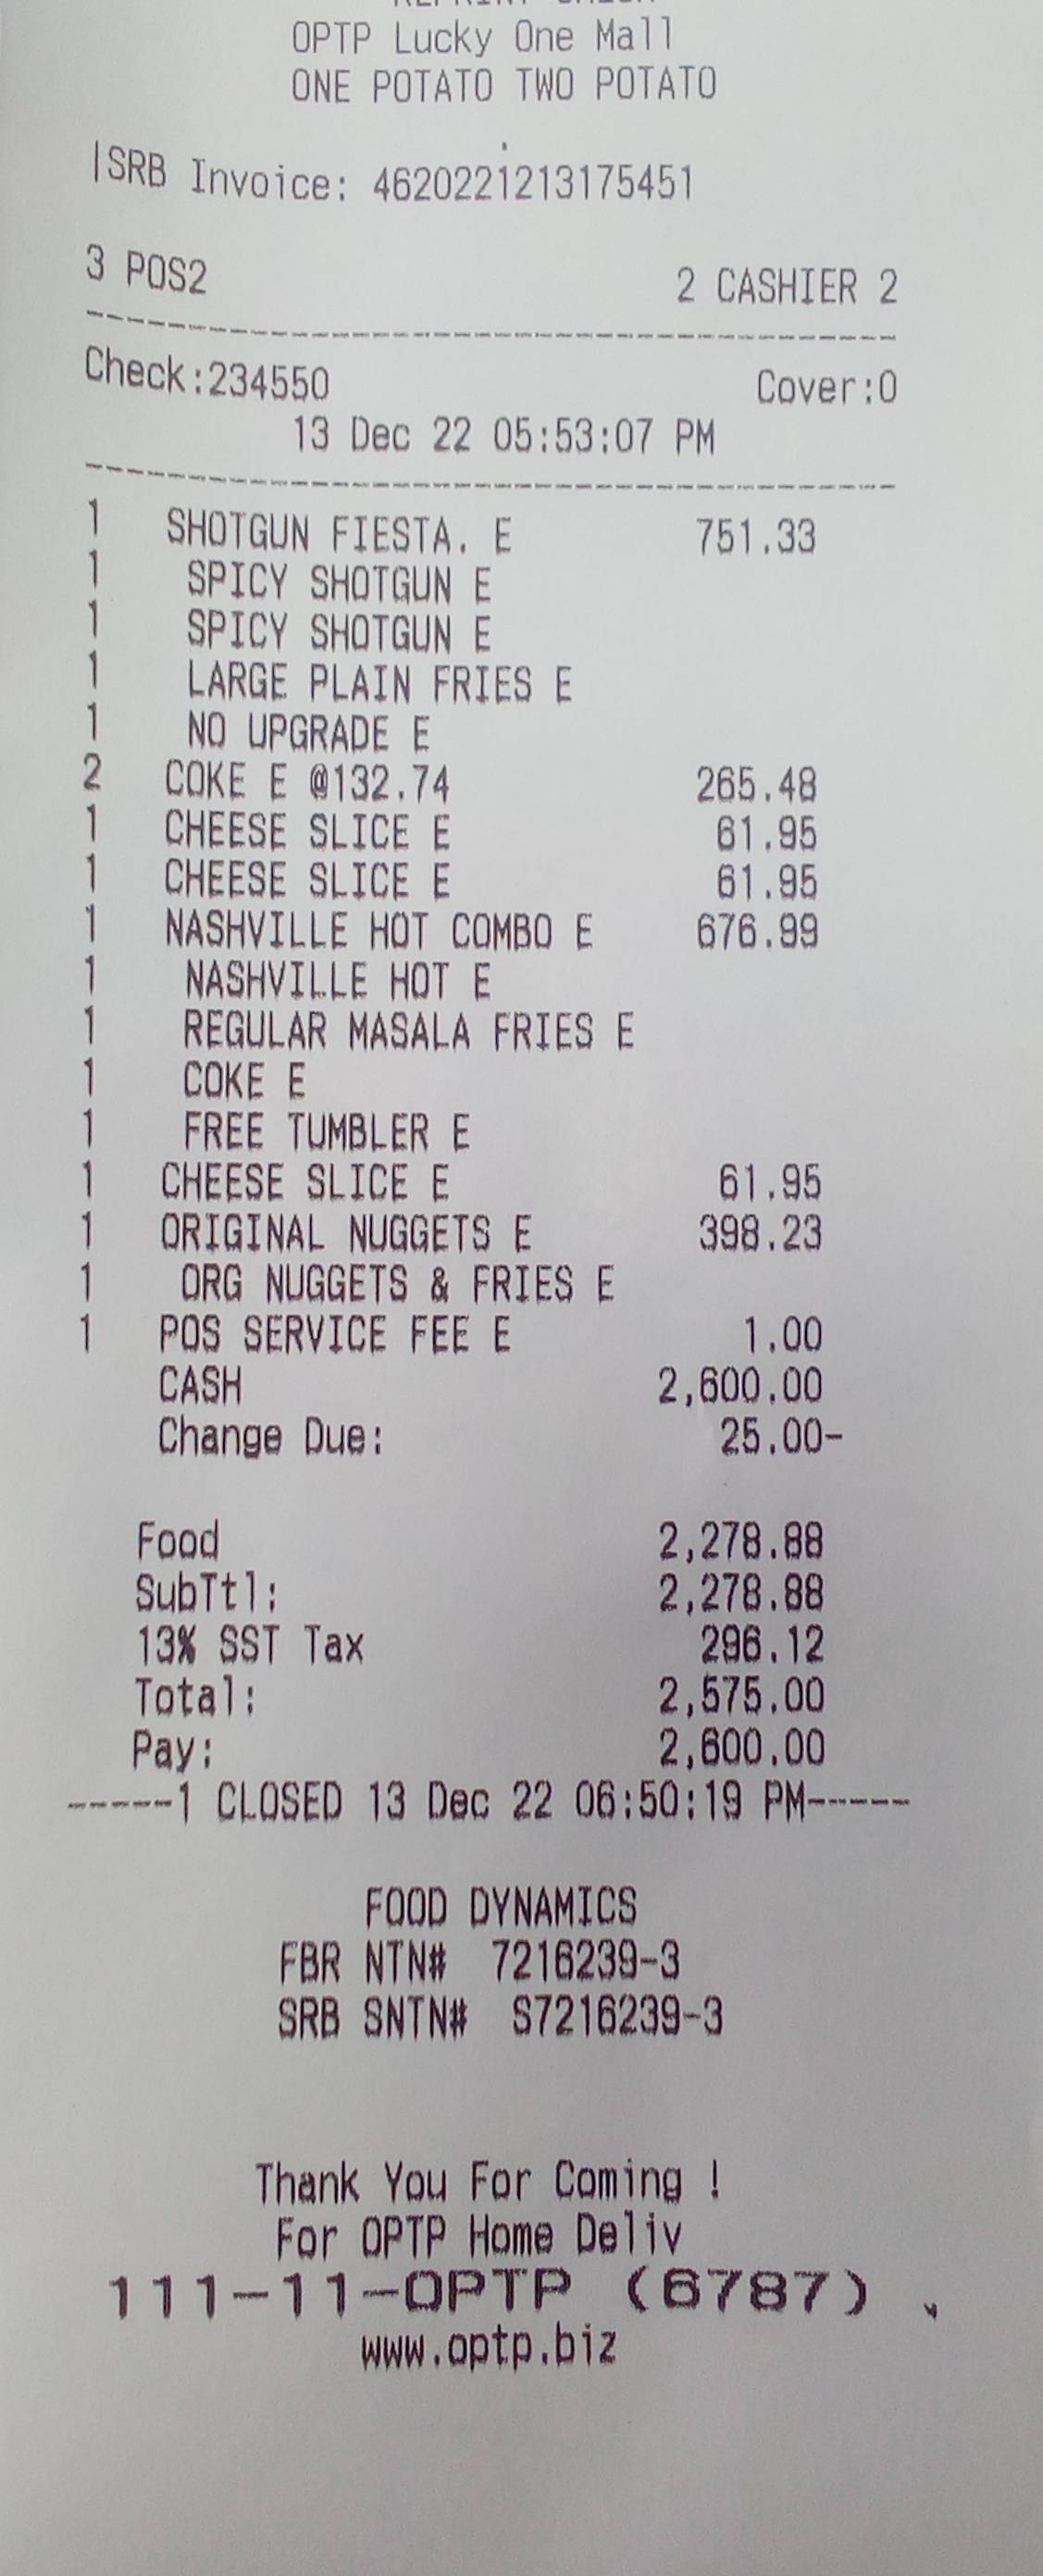 REPRINT CHECK
OPTP Lucky One Mall
ONE POTATO TWO POTATO
|SRB Invoice: 4620221213175451
3 POS2 2 CASHIER 2
Check:234550 Cover:0
13 Dec 22 05:53:07 PM
1 SHOTGUN FIESTA. E 751.33
1 SPICY SHOTGUN E
1 SPICY SHOTGUN E
1 LARGE PLAIN FRIES E
1 NO UPGRADE E
2 COKE E @132.74 265.48
1 CHEESE SLICE E 61.95
1 CHEESE SLICE E 61.95
1 NASHVILLE HOT COMBO E 676.99
1 NASHVILLE HOT E
1 REGULAR MASALA FRIES E
1 COKE E
1 FREE TUMBLER E
1 CHEESE SLICE E 61.95
1 ORIGINAL NUGGETS E 398.23
1 ORG NUGGETS & FRIES E
1 POS SERVICE FEE E 1.00
CASH 2,600.00
Change Due: 25.00-
Food 2,278.88
SubTtl: 2,278.88
13% SST Tax 296.12
Total: 2,575.00
Pay: 2,600.00
-----1 CLOSED 13 Dec 22 06:50:19 PM-----
FOOD DYNAMICS
FBR NTN# 7216239-3
SRB SNTN# S7216239-3
Thank You For Coming !
For OPTP Home Deliv
111-11-OPTP (6787)
www.optp.biz